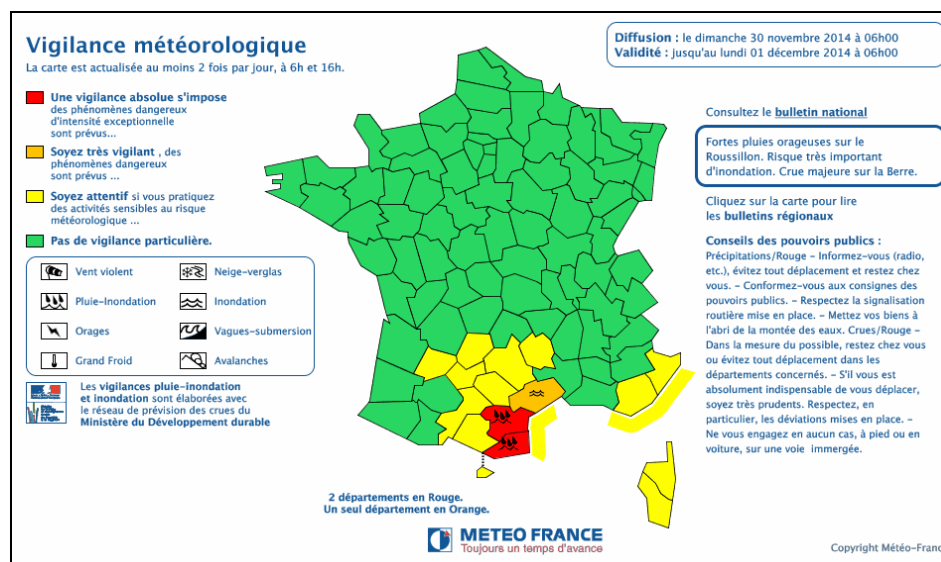 Vigilance météorologique
La carte est actualisée au moins 2 fois par jour, à 6h et 16h.
Diffusion : le dimanche 30 novembre 2014 à 06h00
Validité : jusqu'au lundi 01 décembre 2014 à 06h00
Une vigilance absolue s'impose
des phénomènes dangereux
d'intensité exceptionnelle
sont prévus...
Soyez très vigilant , des
phénomènes dangereux
sont prévus ...
Soyez attentif si vous pratiquez
des activités sensibles au risque
météorologique ...
Pas de vigilance particulière.
Vent violent
Neige-verglas
Pluie-Inondation
Inondation
Orages
Vagues-submersion
Grand Froid
Avalanches
Les vigilances pluie-inondation
et inondation sont élaborées avec
le réseau de prévision des crues du
Ministère du Développement durable
Consultez le bulletin national
Fortes pluies orageuses sur le
Roussillon. Risque très important
d'inondation. Crue majeure sur la Berre.
Cliquez sur la carte pour lire
les bulletins régionaux
Conseils des pouvoirs publics :
Précipitations/Rouge – Informez-vous (radio,
etc.), évitez tout déplacement et restez chez
vous. – Conformez-vous aux consignes des
pouvoirs publics. – Respectez la signalisation
routière mise en place. – Mettez vos biens à
l'abri de la montée des eaux. Crues/Rouge –
Dans la mesure du possible, restez chez vous
ou évitez tout déplacement dans les
départements concernés. – S'il vous est
absolument indispensable de vous déplacer,
soyez très prudents. Respectez, en
particulier, les déviations mises en place. –
Ne vous engagez en aucun cas, à pied ou en
voiture, sur une voie immergée.
2 départements en Rouge.
Un seul département en Orange.
METEO FRANCE
Toujours un temps d'avance
Copyright Météo-Franc